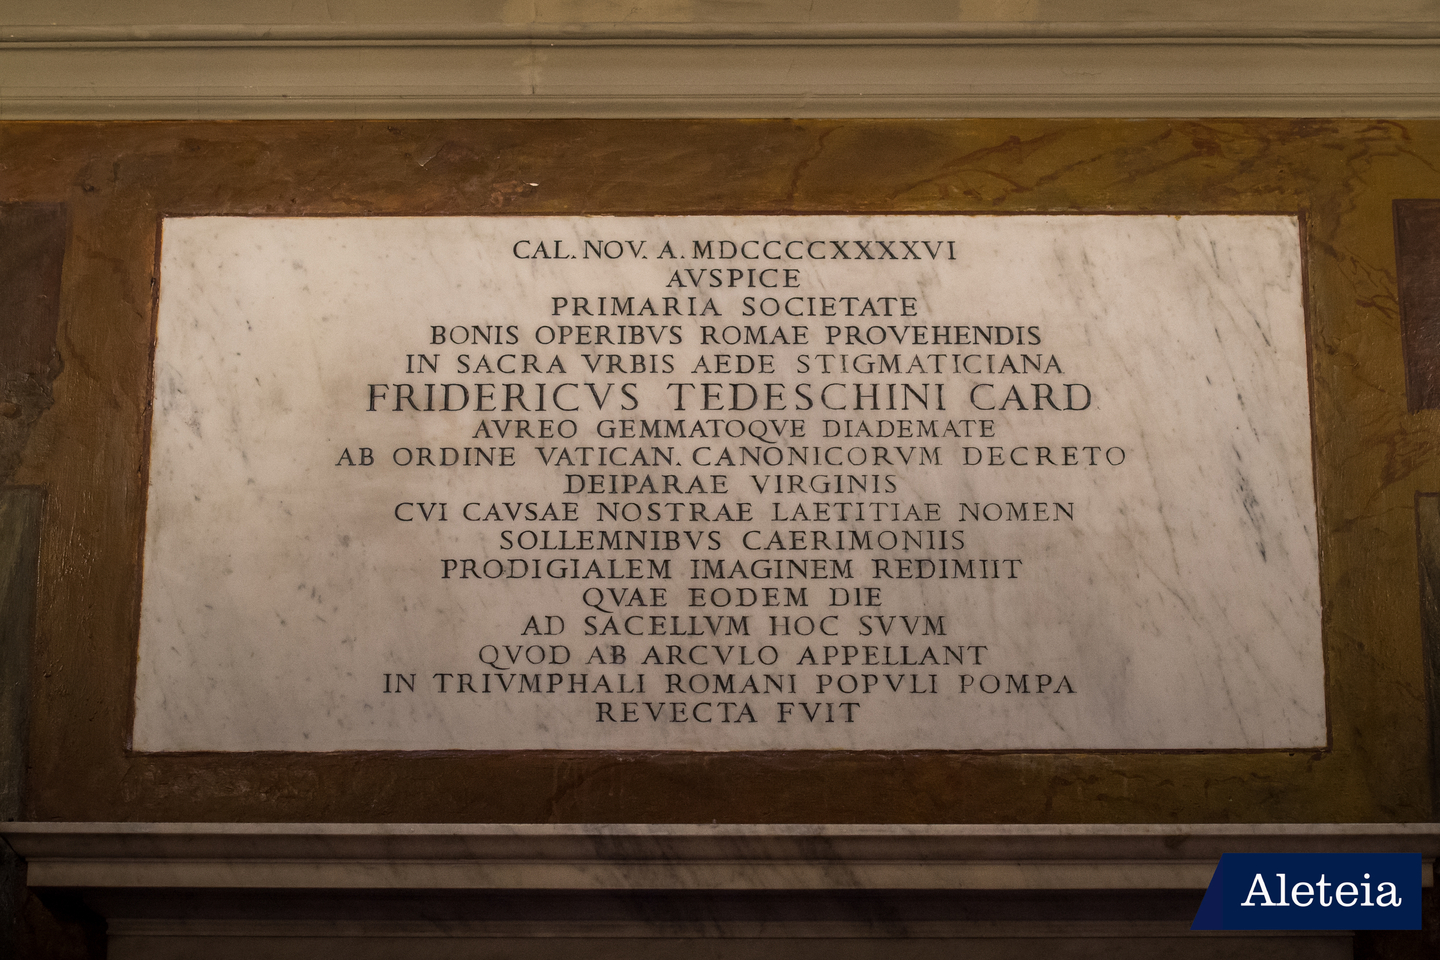 CAL. NOV. A. MDCCCCXXXXVI
AVSPICE
PRIMARIA SOCIETATE
BONIS OPERIBVS ROMAE PROVEHENDIS
IN SACRA VRBIS AEDE STIGMATICIANA
FRIDERICVS TEDESCHINI CARD
AVREO GEMMATOQVE DIADEMATE
AB ORDINE VATICAN. CANONICORVM DECRETO
DEIPARAE VIRGINIS
CVI CAVSAE NOSTRAE LAETITIAE NOMEN
SOLLEMNIBVS CAERIMONIIS
PRODIGIALEM IMAGINEM REDIMIIT
QVAE EODEM DIE
AD SACELLVM HOC SVVM
QVOD AB ARCVLO APPELLANT
IN TRIVMPHALI ROMANI POPVLI POMPA
REVECTA FVIT
Aleteia